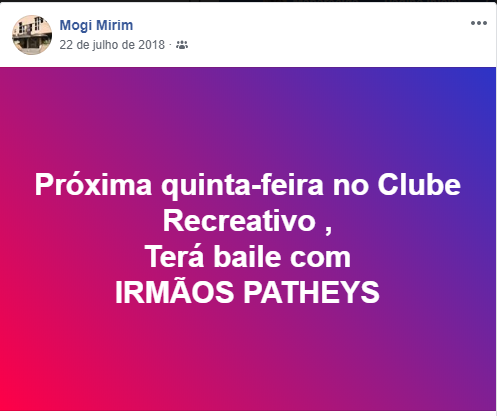 Mogi Mirim
22 de julho de 2018 ·
Próxima quinta-feira no Clube
Recreativo ,
Terá baile com
IRMÃOS PATHEYS